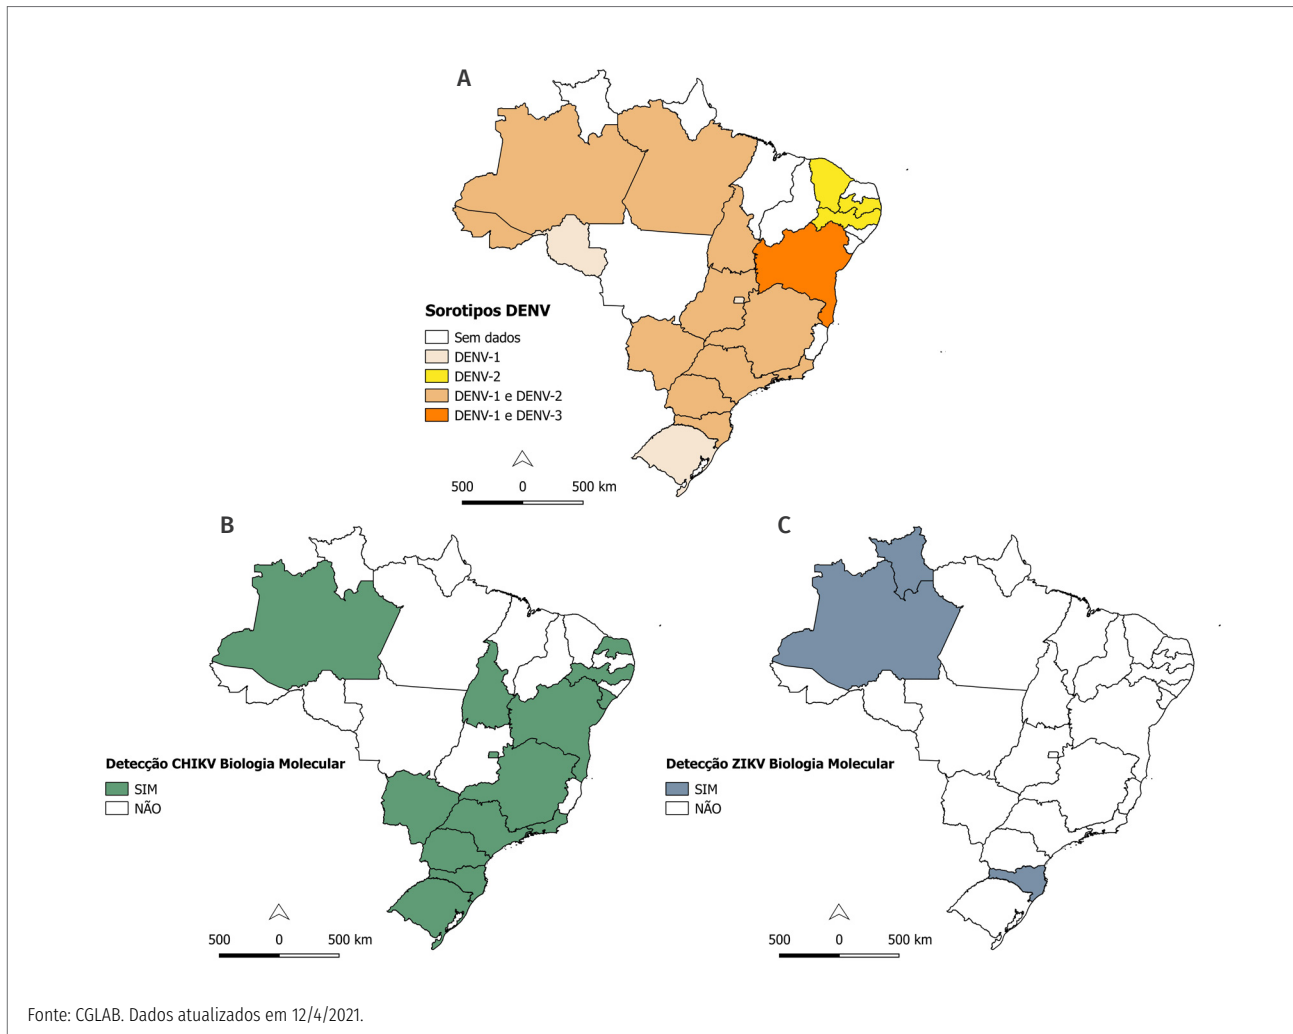 A
Sorotipos DENV
Sem dados
DENV-1
DENV-2
DENV-1 e DENV-2
DENV-1 e DENV-3
500 0 500 km
B
Detecção CHIKV Biologia Molecular
SIM
NÃO
500 0 500 km
C
Detecção ZIKV Biologia Molecular
SIM
NÃO
500 0 500 km
Fonte: CGLAB. Dados atualizados em 12/4/2021.